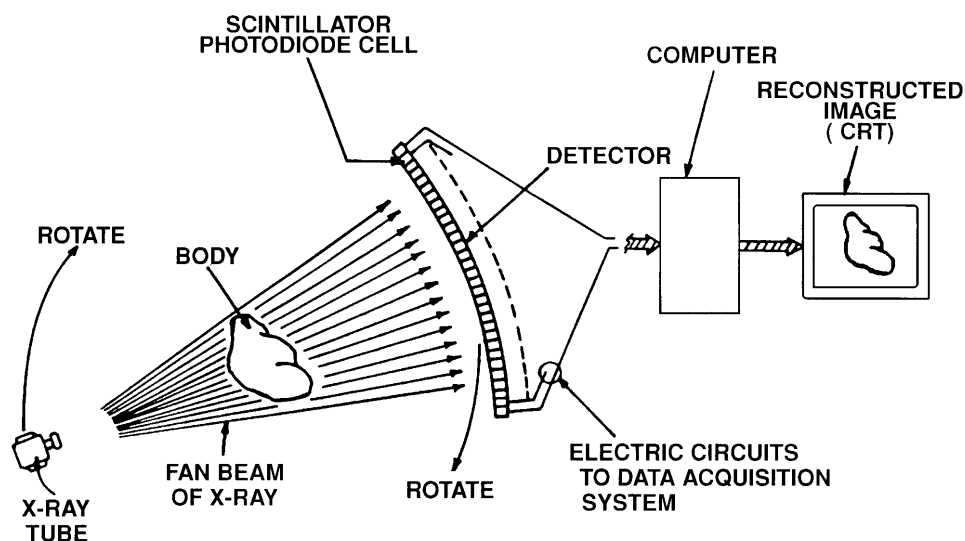 SCINTILLATOR
PHOTODIODE CELL
COMPUTER
RECONSTRUCTED
IMAGE
( CRT)
DETECTOR
ROTATE
BODY
FAN BEAM
OF X-RAY
ROTATE
ELECTRIC CIRCUITS
TO DATA ACQUISITION
SYSTEM
X-RAY
TUBE